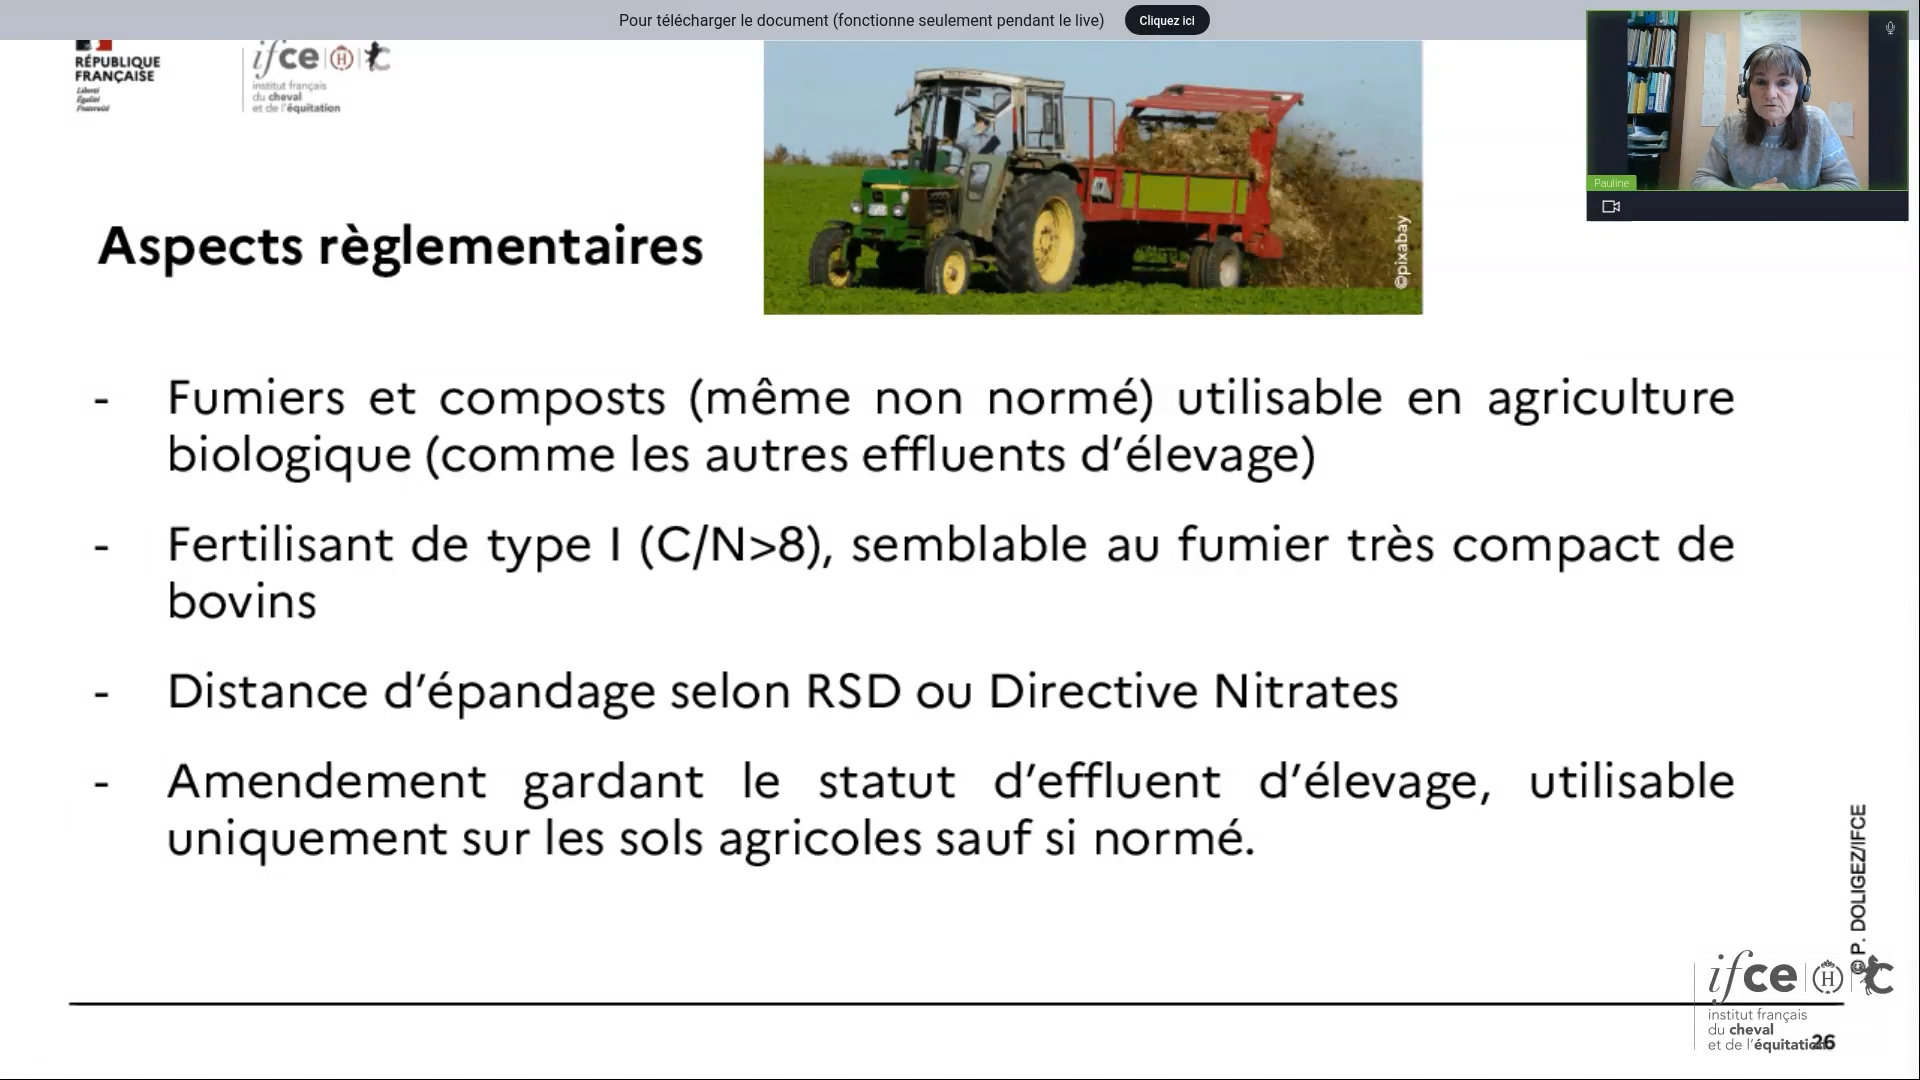 Pour télécharger le document (fonctionne seulement pendant le live)
Cliquez ici
RÉPUBLIQUE
FRANÇAISE
Liberté
Égalité
Fraternité
ifce
institut français
du cheval
et de l'équitation
©pixabay
Pauline
Aspects règlementaires
- Fumiers et composts (même non normé) utilisable en agriculture
biologique (comme les autres effluents d’élevage)
- Fertilisant de type I (C/N>8), semblable au fumier très compact de
bovins
- Distance d’épandage selon RSD ou Directive Nitrates
- Amendement gardant le statut d’effluent d’élevage, utilisable
uniquement sur les sols agricoles sauf si normé.
© P. DOLIGEZ/IFCE
ifce
institut français
du cheval
et de l'équitation
26